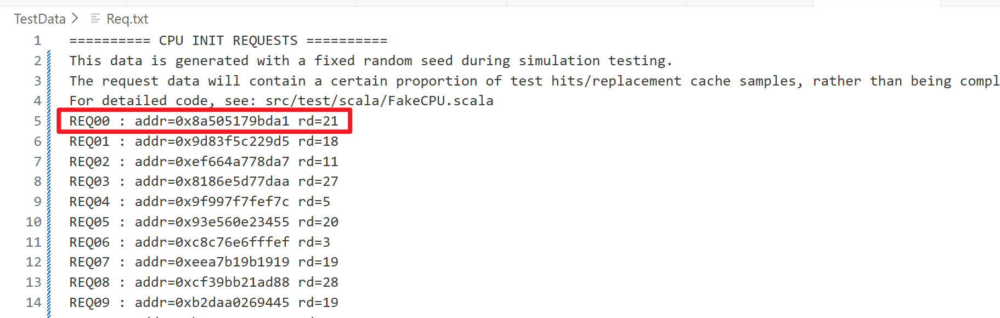 TestData > Req.txt
1 ========== CPU INIT REQUESTS ==========
2 This data is generated with a fixed random seed during simulation testing.
3 The request data will contain a certain proportion of test hits/replacement cache samples, rather than being compl
4 For detailed code, see: src/test/scala/FakeCPU.scala
5 REQ00 : addr=0x8a505179bda1 rd=21
6 REQ01 : addr=0x9d83f5c229d5 rd=18
7 REQ02 : addr=0xef664a778da7 rd=11
8 REQ03 : addr=0x8186e5d77daa rd=27
9 REQ04 : addr=0x9f997f7fef7c rd=5
10 REQ05 : addr=0x93e560e23455 rd=20
11 REQ06 : addr=0xc8c76e6fffef rd=3
12 REQ07 : addr=0xeea7b19b1919 rd=19
13 REQ08 : addr=0xcf39bb21ad88 rd=28
14 REQ09 : addr=0xb2daa0269445 rd=19